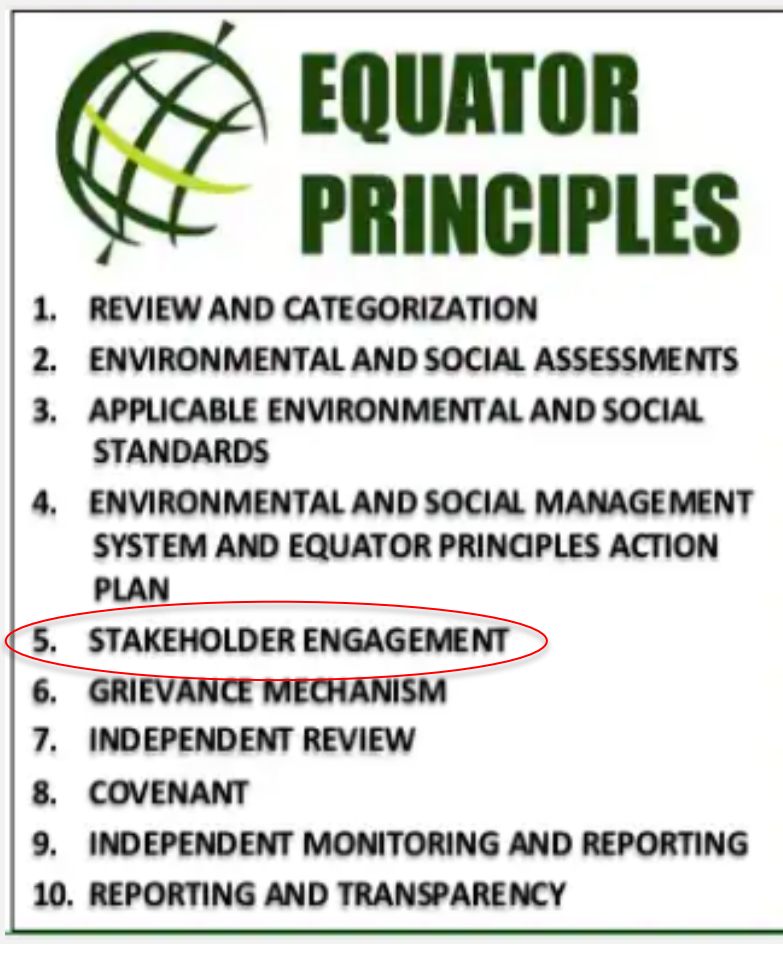 EQUATOR
PRINCIPLES
1. REVIEW AND CATEGORIZATION
2. ENVIRONMENTAL AND SOCIAL ASSESSMENTS
3. APPLICABLE ENVIRONMENTAL AND SOCIAL
STANDARDS
4. ENVIRONMENTAL AND SOCIAL MANAGEMENT
SYSTEM AND EQUATOR PRINCIPLES ACTION
PLAN
5. STAKEHOLDER ENGAGEMENT
6. GRIEVANCE MECHANISM
7. INDEPENDENT REVIEW
8. COVENANT
9. INDEPENDENT MONITORING AND REPORTING
10. REPORTING AND TRANSPARENCY